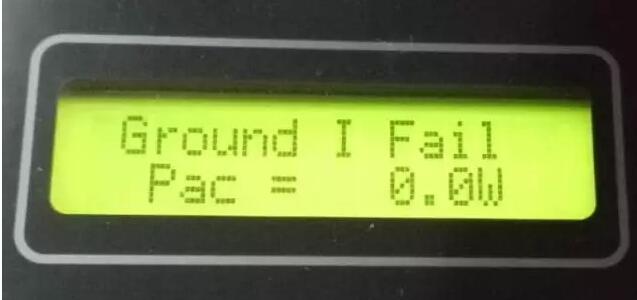 Ground I Fail
Pac = 0.0W